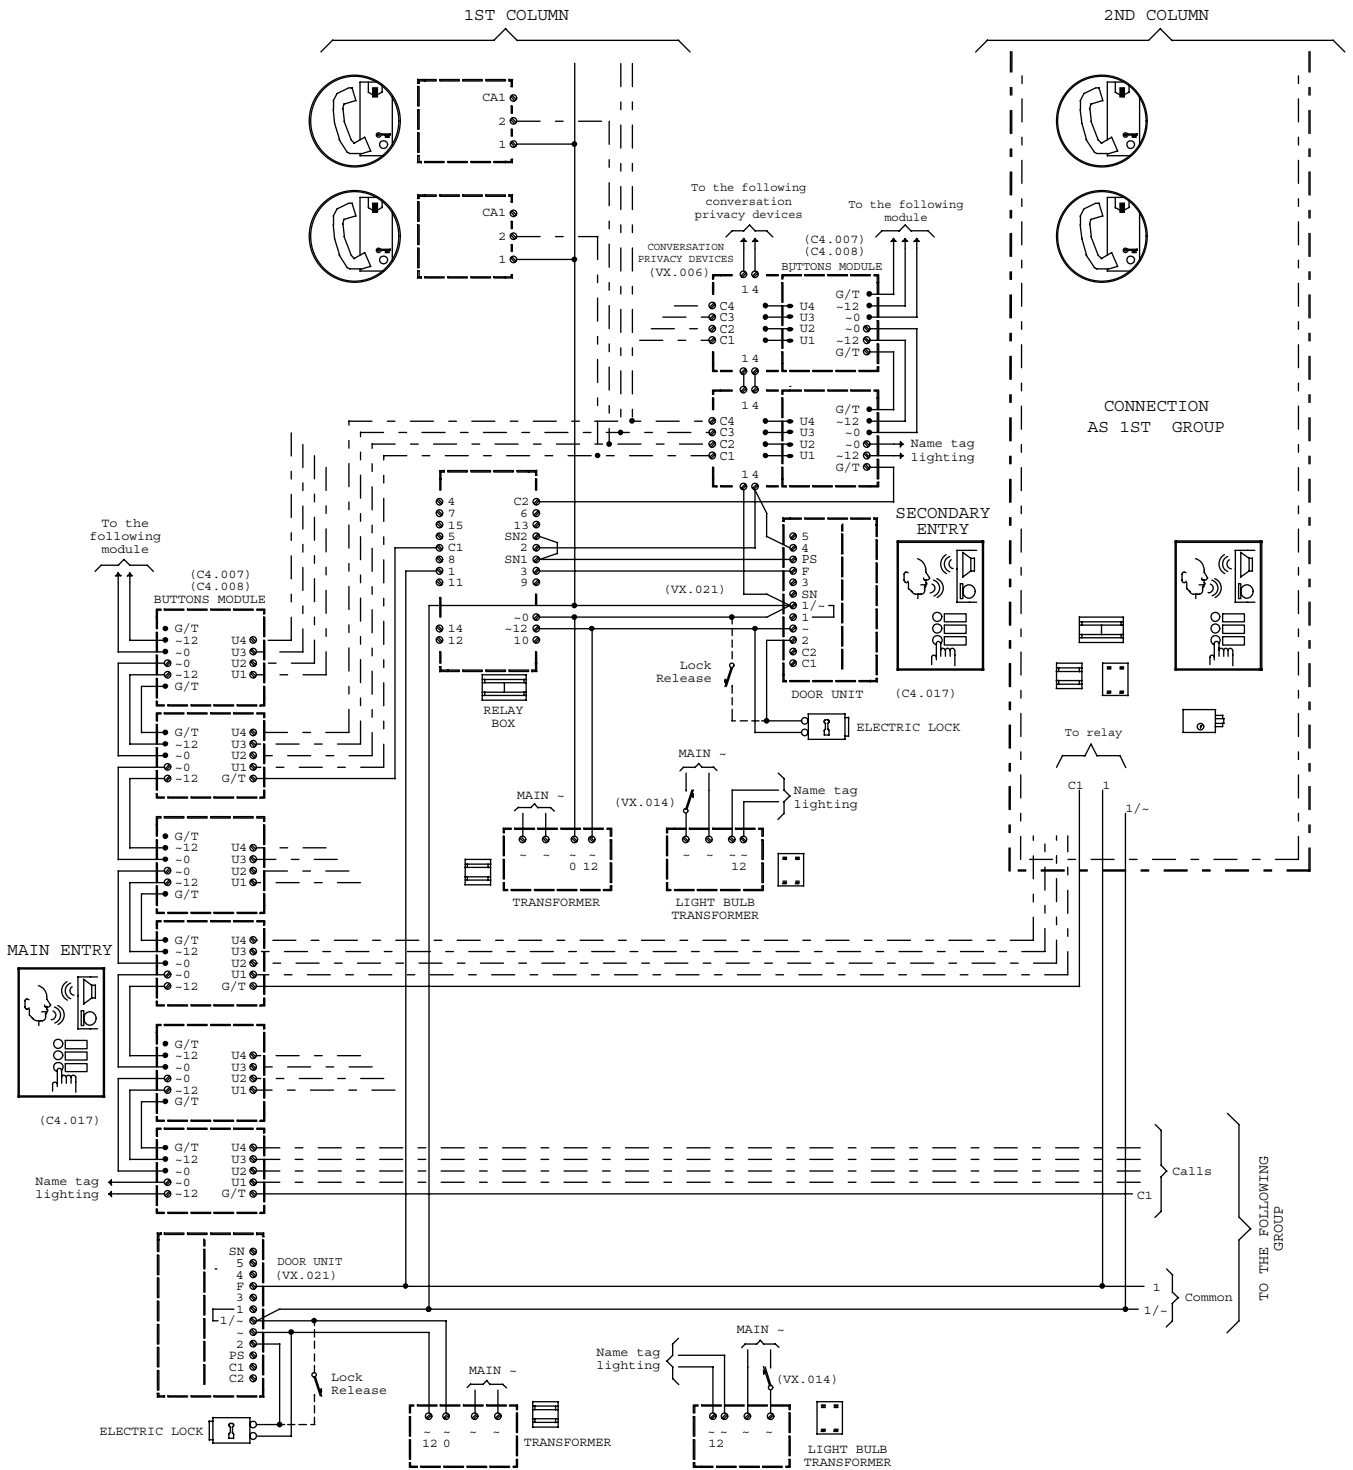 1ST COLUMN
2ND COLUMN
CA1
2
1
CA1
2
1
To the following
conversation
privacy devices
To the following
module
CONVERSATION
PRIVACY DEVICES
(VX.006)
(C4.007)
(C4.008)
BUTTONS MODULE
1 4
C4
C3
C2
C1
1 4
U4
U3
U2
U1
G/T
~12
~0
~0
~12
G/T
1 4
C4
C3
C2
C1
1 4
U4
U3
U2
U1
G/T
~12
~0
~0
~12
G/T
Name tag
lighting
CONNECTION
AS 1ST GROUP
4
7
15
5
C1
8
1
11
14
12
C2
6
13
SN2
2
SN1
3
9
~0
~12
10
RELAY
BOX
(VX.021)
5
4
PS
F
3
SN
1/~
1
~
2
C2
C1
DOOR UNIT
SECONDARY
ENTRY
(C4.017)
Lock
Release
ELECTRIC LOCK
To the
following
module
(C4.007)
(C4.008)
BUTTONS MODULE
G/T
~12
~0
~0
~12
G/T
U4
U3
U2
U1
G/T
~12
~0
~0
~12
U4
U3
U2
U1
G/T
MAIN ~
~
~
~
0
~
12
TRANSFORMER
MAIN ~
(VX.014)
Name tag
lighting
~
~
~
~
12
LIGHT BULB
TRANSFORMER
To relay
C1
1
1/~
G/T
~12
~0
~0
~12
G/T
U4
U3
U2
U1
MAIN ENTRY
(C4.017)
G/T
~12
~0
~0
~12
U4
U3
U2
U1
G/T
G/T
~12
~0
~0
~12
G/T
U4
U3
U2
U1
G/T
~12
~0
~0
~12
U4
U3
U2
U1
G/T
Name tag
lighting
C1
Calls
1
1/~
Common
TO THE FOLLOWING
GROUP
SN
5
4
F
3
1
1/~
~
2
PS
C1
C2
DOOR UNIT
(VX.021)
Lock
Release
ELECTRIC LOCK
MAIN ~
~
12
~
0
~
~
TRANSFORMER
Name tag
lighting
MAIN ~
(VX.014)
~
~
12
~
~
LIGHT BULB
TRANSFORMER